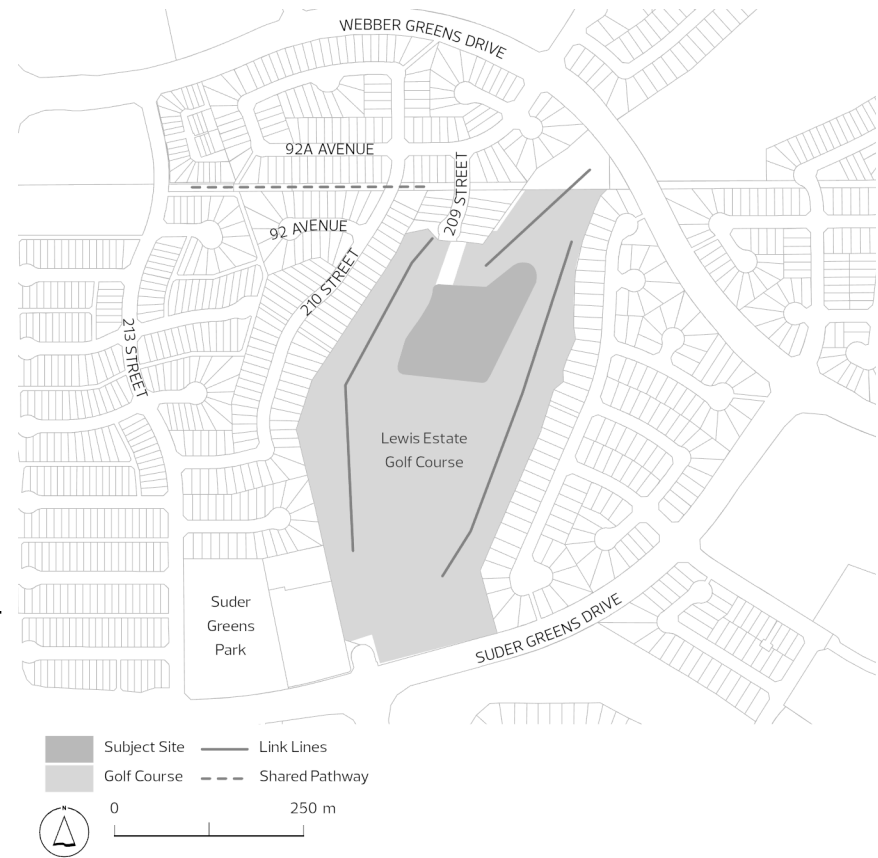 WEBBER GREENS DRIVE
92A AVENUE
209 STREET
92 AVENUE
210 STREET
213 STREET
Lewis Estate
Golf Course
Suder
Greens
Park
SUDER GREENS DRIVE
Subject Site
Link Lines
Golf Course
Shared Pathway
N
0
250 m